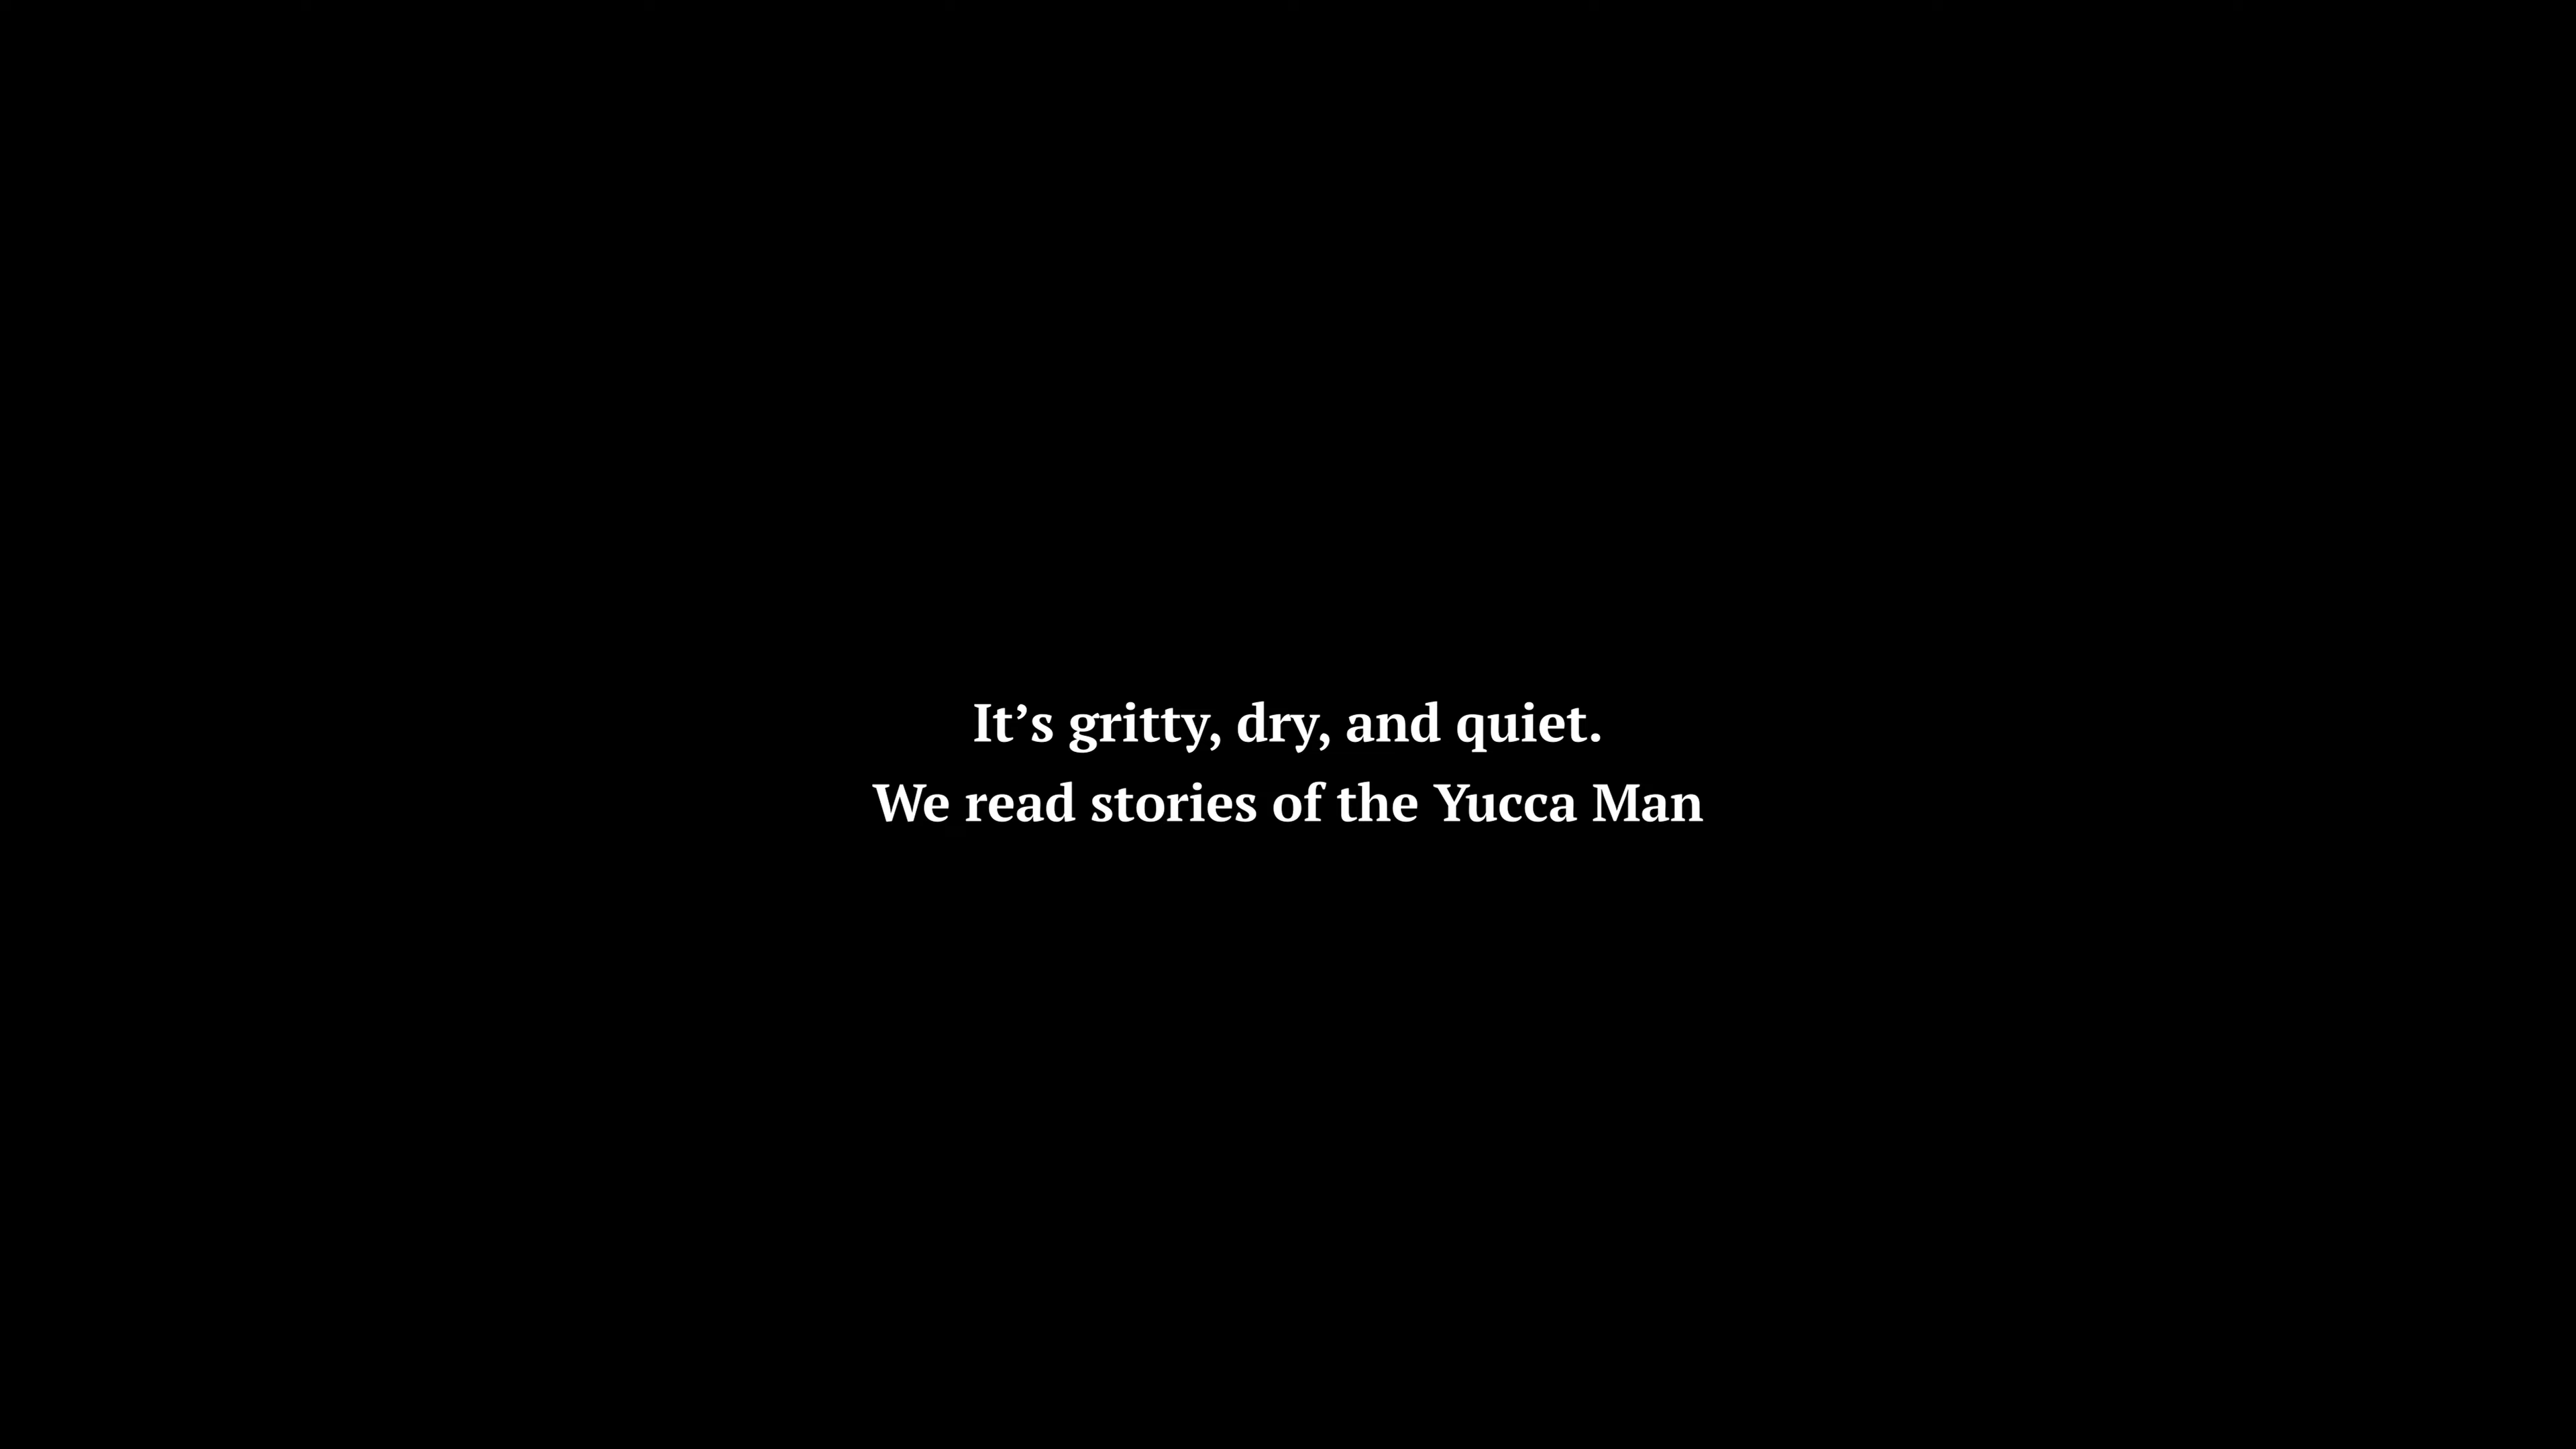 It’s gritty, dry, and quiet.
We read stories of the Yucca Man